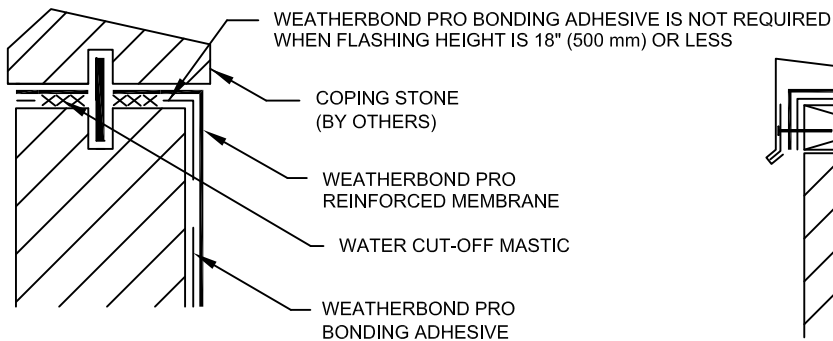 WEATHERBOND PRO BONDING ADHESIVE IS NOT REQUIRED
WHEN FLASHING HEIGHT IS 18" (500 mm) OR LESS
COPING STONE
(BY OTHERS)
WEATHERBOND PRO
REINFORCED MEMBRANE
WATER CUT-OFF MASTIC
WEATHERBOND PRO
BONDING ADHESIVE